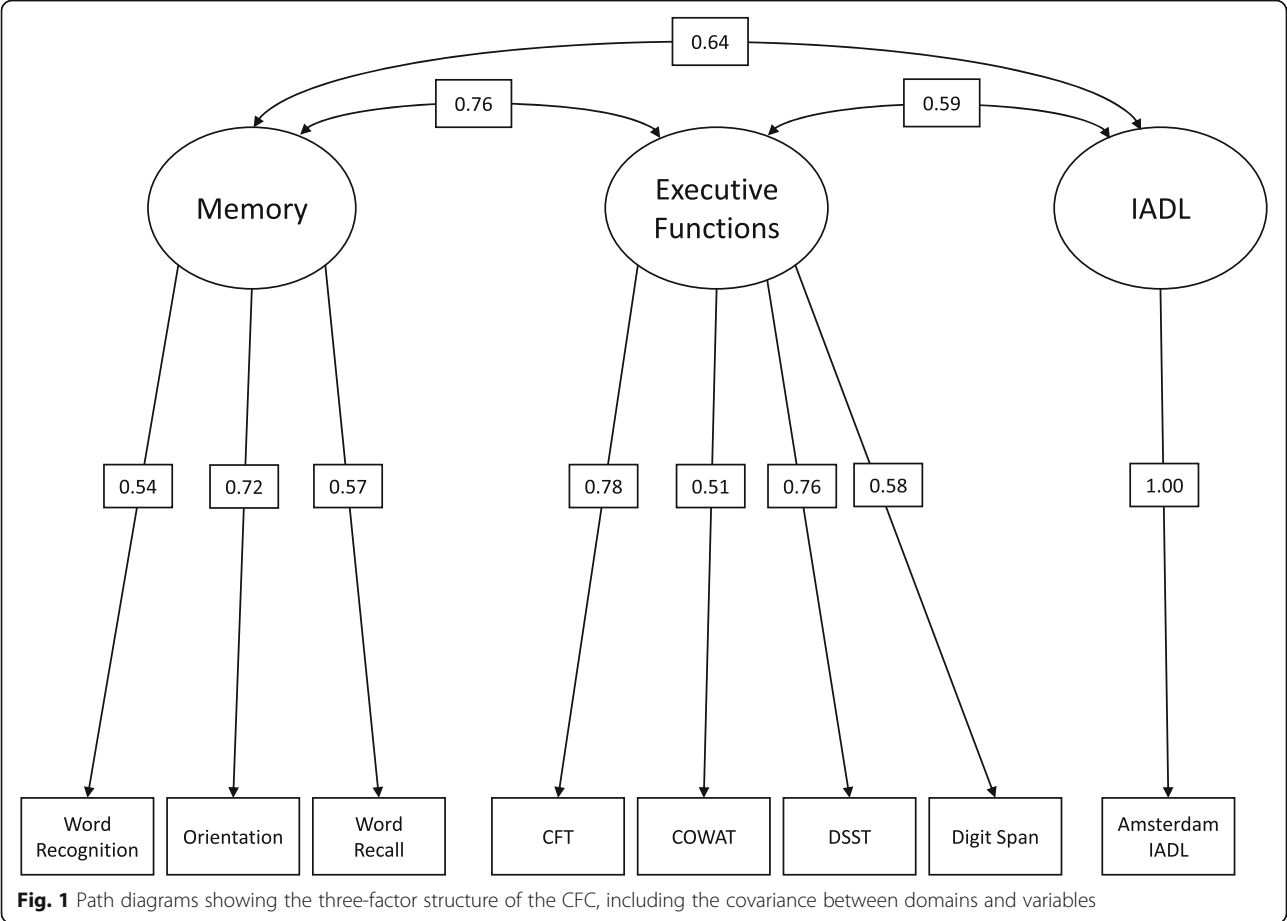 0.64
0.76
0.59
Memory
Executive
Functions
IADL
0.54
0.72
0.57
0.78
0.51
0.76
0.58
1.00
Word
Recognition
Orientation
Word
Recall
CFT
COWAT
DSST
Digit Span
Amsterdam
IADL
Fig. 1 Path diagrams showing the three-factor structure of the CFC, including the covariance between domains and variables